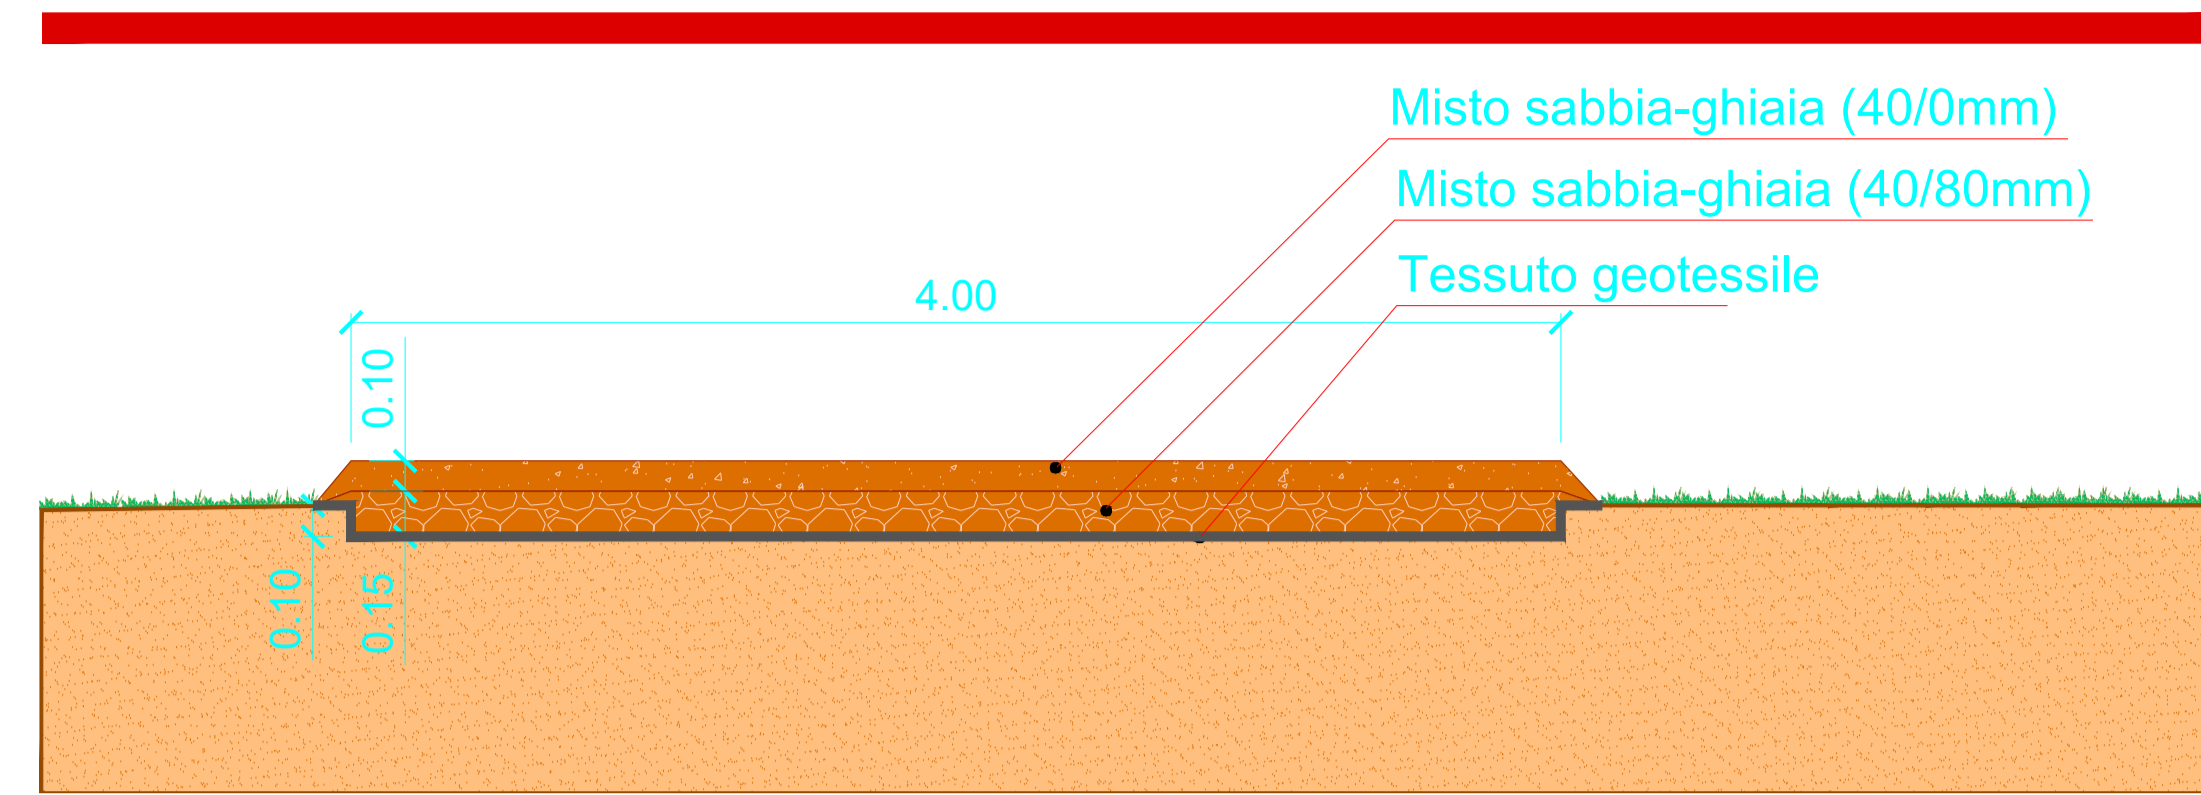 Misto sabbia-ghiaia (40/0mm)
Misto sabbia-ghiaia (40/80mm)
Tessuto geotessile
4.00
0.10
0.10
0.15